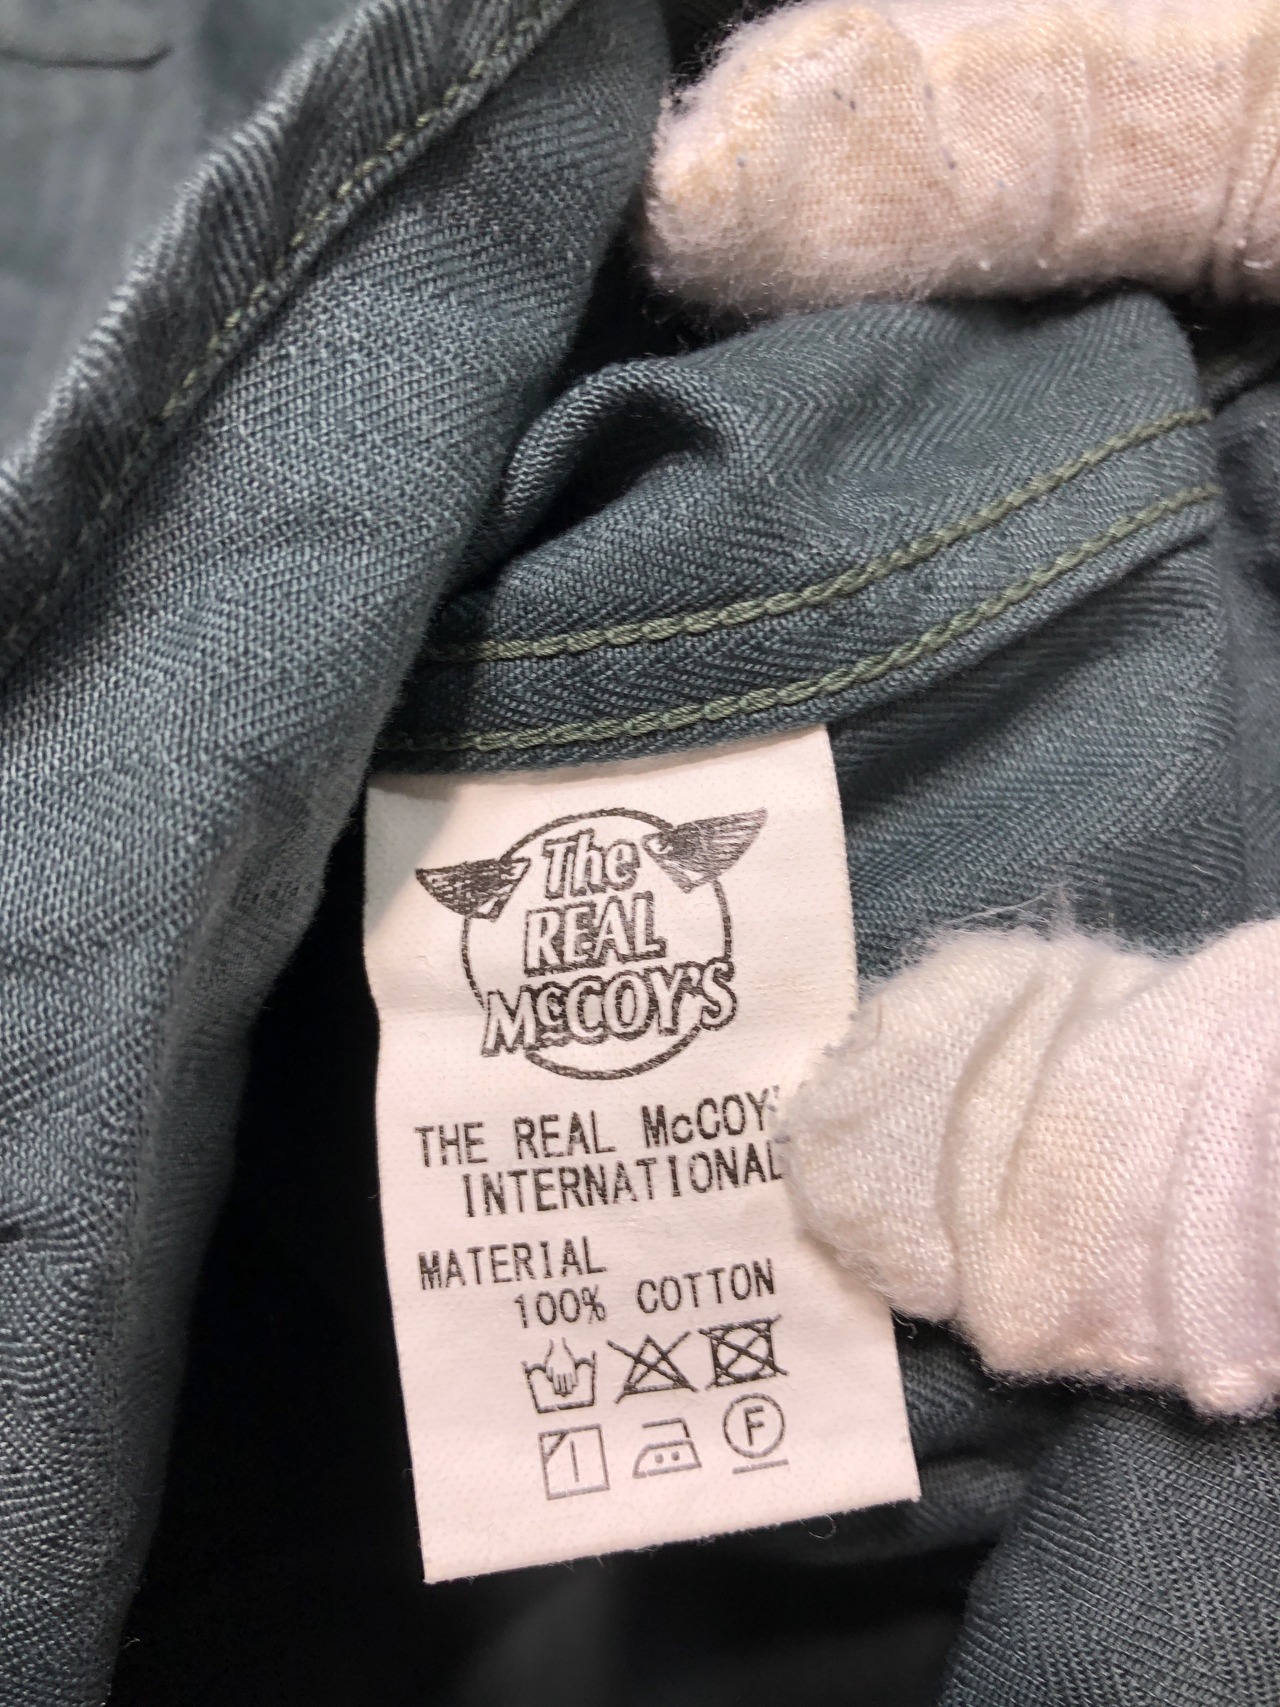 The
REAL
McCOY'S
THE REAL McCOY'
INTERNATIONAL
MATERIAL
100% COTTON
F